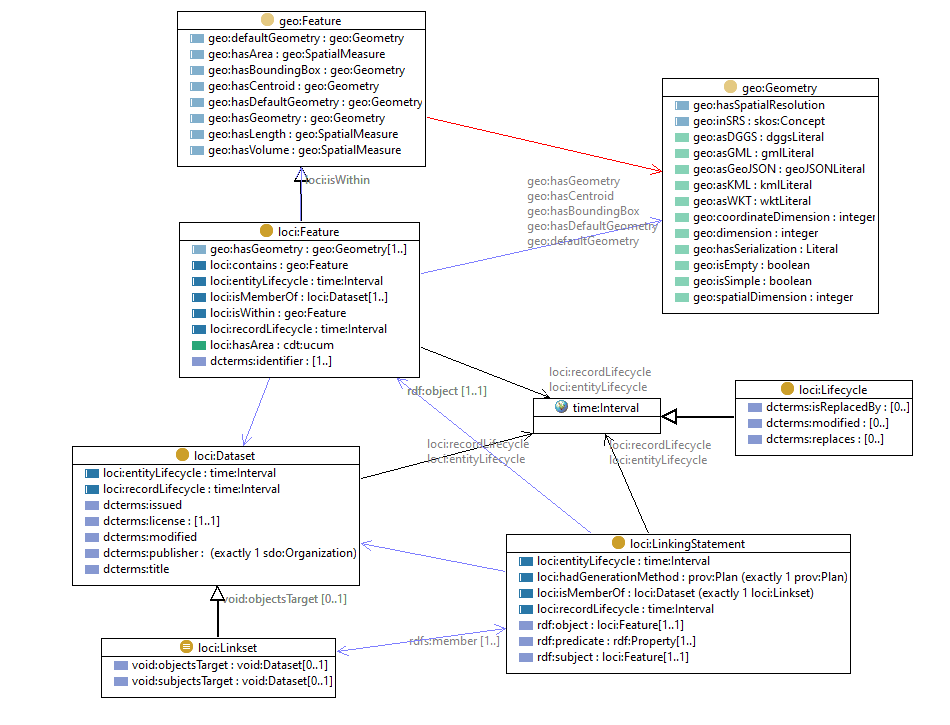 geo:Feature
geo:defaultGeometry : geo:Geometry
geo:hasArea : geo:SpatialMeasure
geo:hasBoundingBox : geo:Geometry
geo:hasCentroid : geo:Geometry
geo:hasDefaultGeometry : geo:Geometry
geo:hasGeometry : geo:Geometry
geo:hasLength : geo:SpatialMeasure
geo:hasVolume : geo:SpatialMeasure
geo:Geometry
geo:hasSpatialResolution
geo:inSRS : skos:Concept
geo:asDGGS : dggsLiteral
geo:asGML : gmlLiteral
geo:asGeoJSON : geoJSONLiteral
geo:asKML : kmlLiteral
geo:asWKT : wktLiteral
geo:coordinateDimension : integer
geo:dimension : integer
geo:hasSerialization : Literal
geo:isEmpty : boolean
geo:isSimple : boolean
geo:spatialDimension : integer
loci:isWithin
geo:hasGeometry
geo:hasCentroid
geo:hasBoundingBox
geo:hasDefaultGeometry
geo:defaultGeometry
loci:Feature
geo:hasGeometry : geo:Geometry[1..]
loci:contains : geo:Feature
loci:entityLifecycle : time:Interval
loci:isMemberOf : loci:Dataset[1..]
loci:isWithin : geo:Feature
loci:recordLifecycle : time:Interval
loci:hasArea : cdt:ucum
dcterms:identifier : [1..]
loci:recordLifecycle
loci:entityLifecycle
rdf:object [1..1]
time:Interval
loci:Lifecycle
dcterms:isReplacedBy : [0..]
dcterms:modified : [0..]
dcterms:replaces : [0..]
loci:recordLifecycle
loci:entityLifecycle
loci:recordLifecycle
loci:entityLifecycle
loci:Dataset
loci:entityLifecycle : time:Interval
loci:recordLifecycle : time:Interval
dcterms:issued
dcterms:license : [1..1]
dcterms:modified
dcterms:publisher : (exactly 1 sdo:Organization)
dcterms:title
void:objectsTarget [0..1]
loci:LinkingStatement
loci:entityLifecycle : time:Interval
loci:hadGenerationMethod : prov:Plan (exactly 1 prov:Plan)
loci:isMemberOf : loci:Dataset (exactly 1 loci:Linkset)
loci:recordLifecycle : time:Interval
rdf:object : loci:Feature[1..1]
rdf:predicate : rdf:Property[1..]
rdf:subject : loci:Feature[1..1]
rdfs:member [1..]
loci:Linkset
void:objectsTarget : void:Dataset[0..1]
void:subjectsTarget : void:Dataset[0..1]